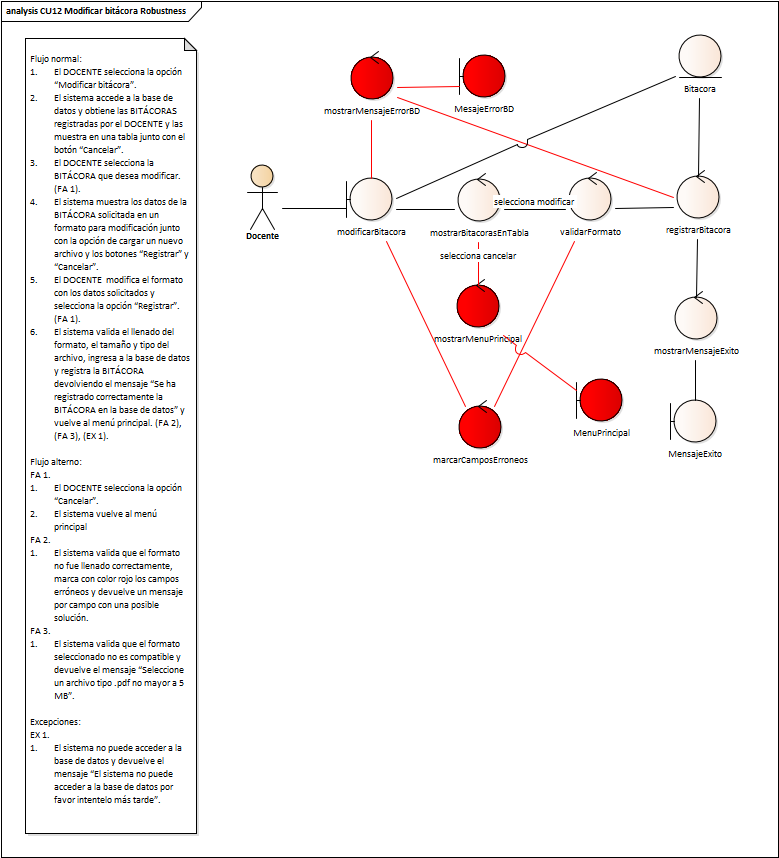 analysis CU12 Modificar bitácora Robustness
Flujo normal:
1. El DOCENTE selecciona la opción
“Modificar bitácora”.
2. El sistema accede a la base de
datos y obtiene las BITÁCORAS
registradas por el DOCENTE y las
muestra en una tabla junto con el
botón “Cancelar”.
3. El DOCENTE selecciona la
BITÁCORA que desea modificar.
(FA 1).
4. El sistema muestra los datos de la
BITÁCORA solicitada en un
formato para modificación junto
con la opción de cargar un nuevo
archivo y los botones “Registrar” y
“Cancelar”.
5. El DOCENTE modifica el formato
con los datos solicitados y
selecciona la opción “Registrar”.
(FA 1).
6. El sistema valida el llenado del
formato, el tamaño y tipo del
archivo, ingresa a la base de datos
y registra la BITÁCORA
devolviendo el mensaje “Se ha
registrado correctamente la
BITÁCORA en la base de datos” y
vuelve al menú principal. (FA 2),
(FA 3), (EX 1).
Flujo alterno:
FA 1.
1. El DOCENTE selecciona la opción
“Cancelar”.
2. El sistema vuelve al menú
principal
FA 2.
1. El sistema valida que el formato
no fue llenado correctamente,
marca con color rojo los campos
erróneos y devuelve un mensaje
por campo con una posible
solución.
FA 3.
1. El sistema valida que el formato
seleccionado no es compatible y
devuelve el mensaje “Seleccione
un archivo tipo .pdf no mayor a 5
MB”.
Excepciones:
EX 1.
1. El sistema no puede acceder a la
base de datos y devuelve el
mensaje “El sistema no puede
acceder a la base de datos por
favor intentelo más tarde”.
mostrarMensajeErrorBD
MesajeErrorBD
Bitacora
Docente
modificarBitacora
mostrarBitacorasEnTabla
selecciona modificar
validarFormato
registrarBitacora
selecciona cancelar
mostrarMenuPrincipal
mostrarMensajeExito
MenuPrincipal
marcarCamposErroneos
MensajeExito